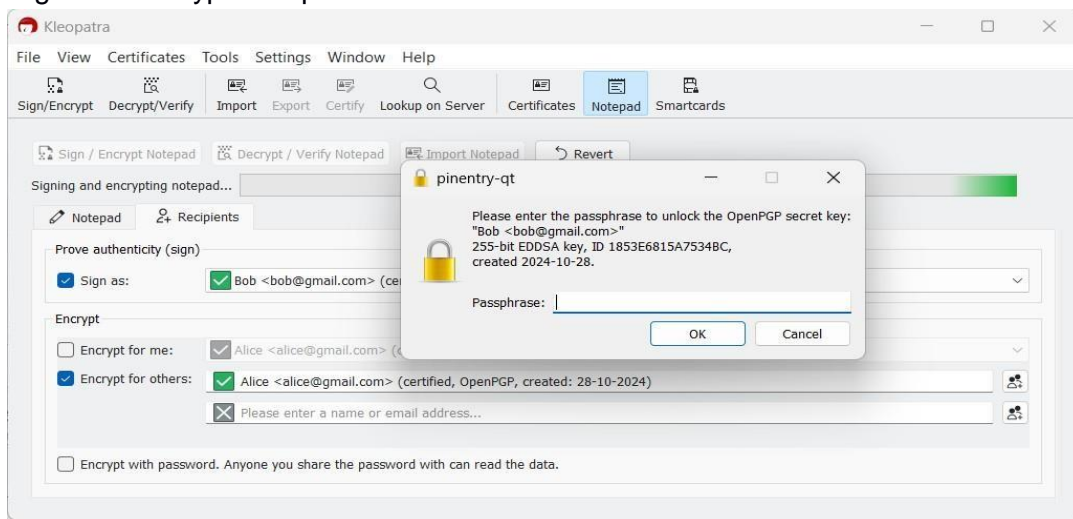 Kleopatra
File View Certificates Tools Settings Window Help
Sign/Encrypt Decrypt/Verify Import Export Certify Lookup on Server Certificates Notepad Smartcards
Sign / Encrypt Notepad Decrypt / Verify Notepad Import Notepad Revert
Signing and encrypting notepad...
Notepad Recipients
Prove authenticity (sign)
Sign as: Bob <bob@gmail.com>
Encrypt
Encrypt for me: Alice <alice@gmail.com>
Encrypt for others: Alice <alice@gmail.com> (certified, OpenPGP, created: 28-10-2024)
Please enter a name or email address...
Encrypt with password. Anyone you share the password with can read the data.
pinentry-qt
Please enter the passphrase to unlock the OpenPGP secret key:
"Bob <bob@gmail.com>"
255-bit EDDSA key, ID 1853E6815A7534BC,
created 2024-10-28.
Passphrase:
OK Cancel